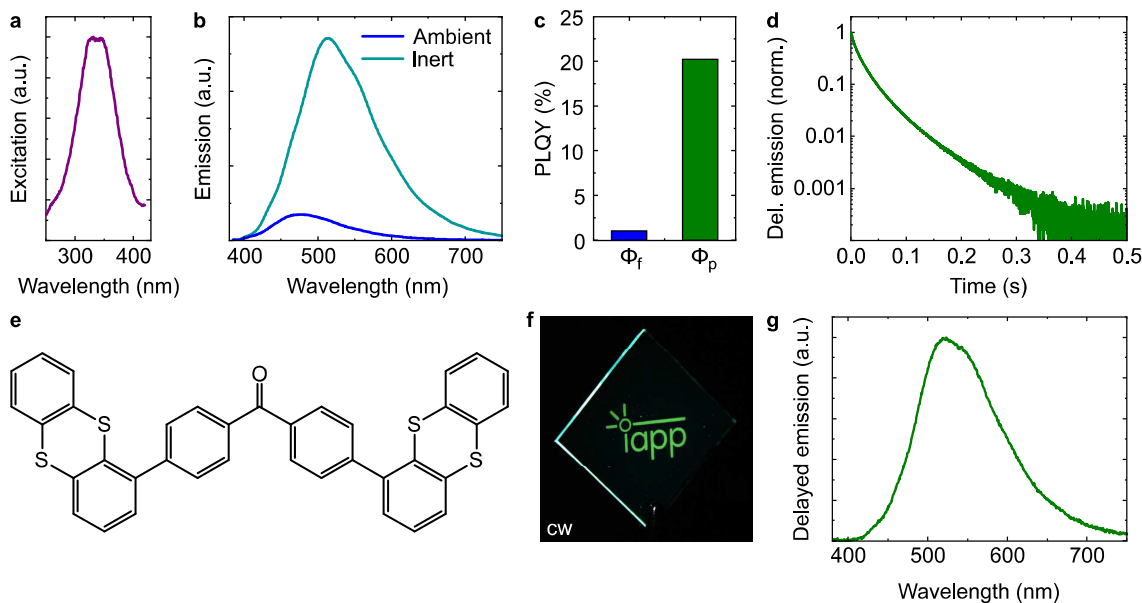 a
Excitation (a.u.)
300
400
Wavelength (nm)
b
Emission (a.u.)
Ambient
Inert
400
500
600
700
Wavelength (nm)
c
PLQY (%)
25
20
15
10
5
0
Φf
Φp
d
Del. emission (norm.)
1
0.1
0.01
0.001
0.0
0.1
0.2
0.3
0.4
0.5
Time (s)
e
O
S
S
S
S
f
iapp
cw
g
Delayed emission (a.u.)
400
500
600
700
Wavelength (nm)